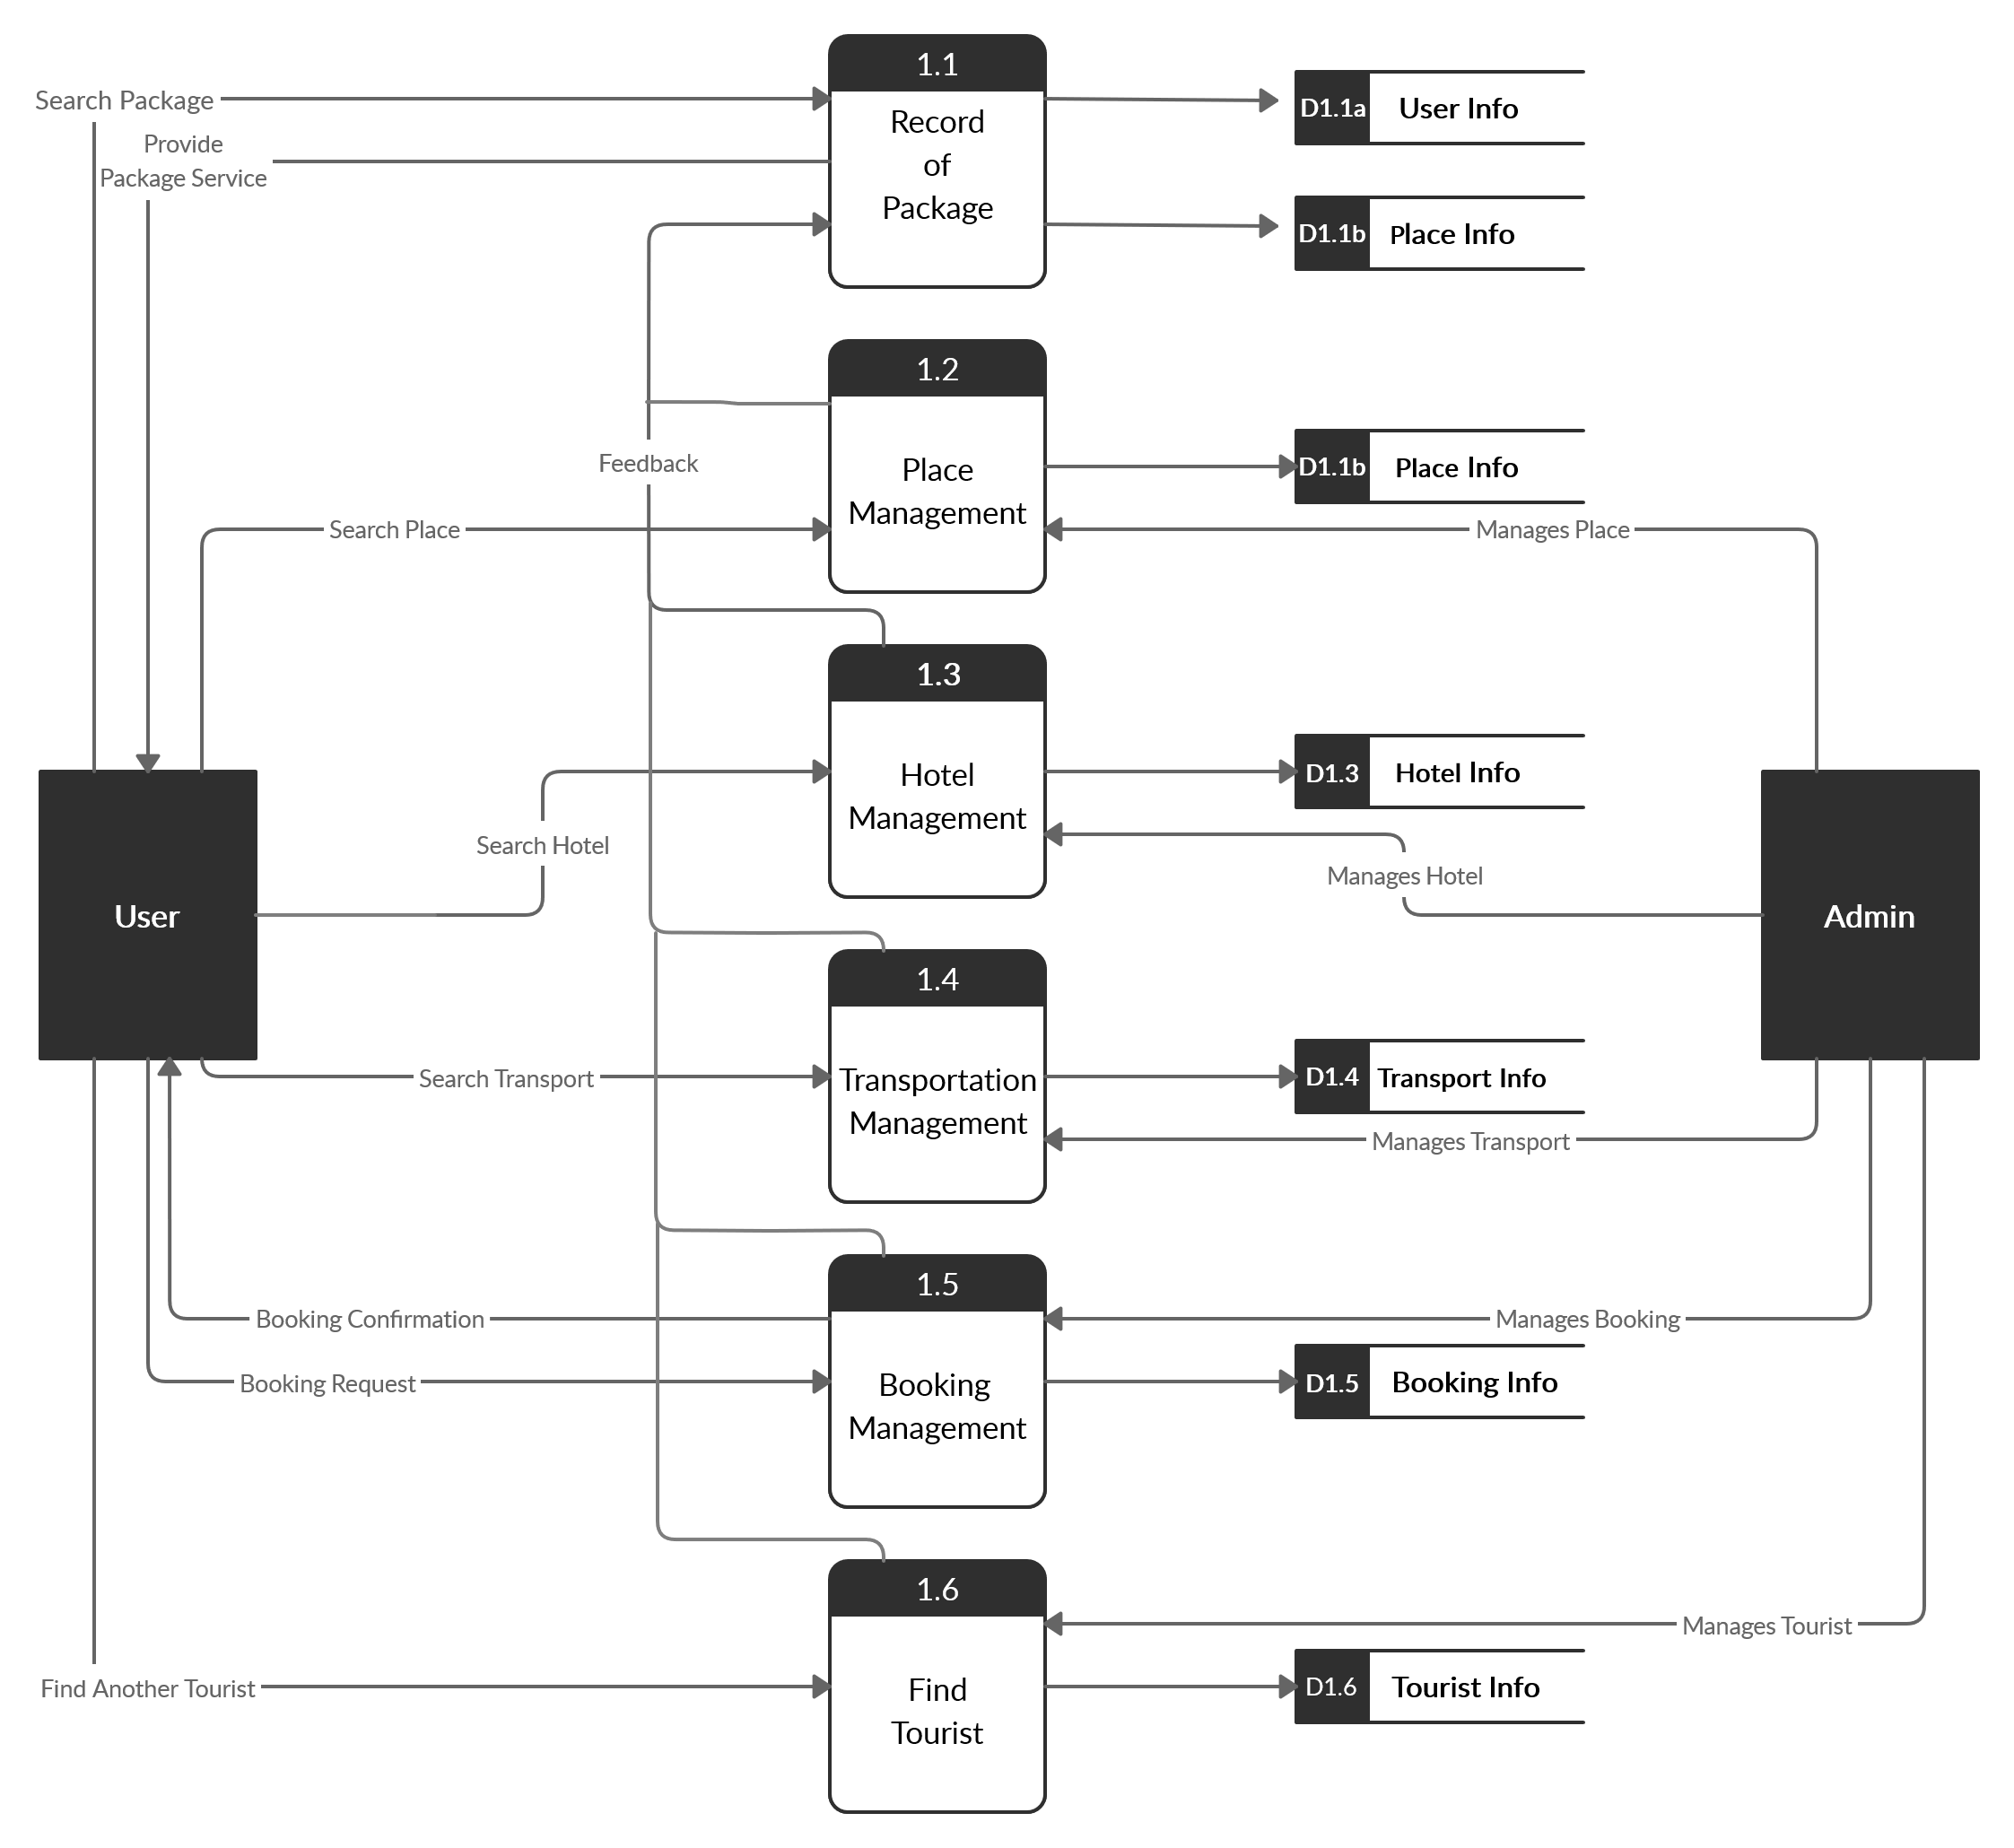 1.1
Search Package
Record
of
Package
D1.1a User Info
Provide
Package Service
D1.1b Place Info
1.2
Feedback
Place
Management
D1.1b Place Info
Search Place
Manages Place
1.3
Hotel
Management
D1.3 Hotel Info
Search Hotel
Manages Hotel
User
Admin
1.4
Search Transport
Transportation
Management
D1.4 Transport Info
Manages Transport
1.5
Booking Confirmation
Manages Booking
Booking Request
Booking
Management
D1.5 Booking Info
1.6
Manages Tourist
Find Another Tourist
Find
Tourist
D1.6 Tourist Info